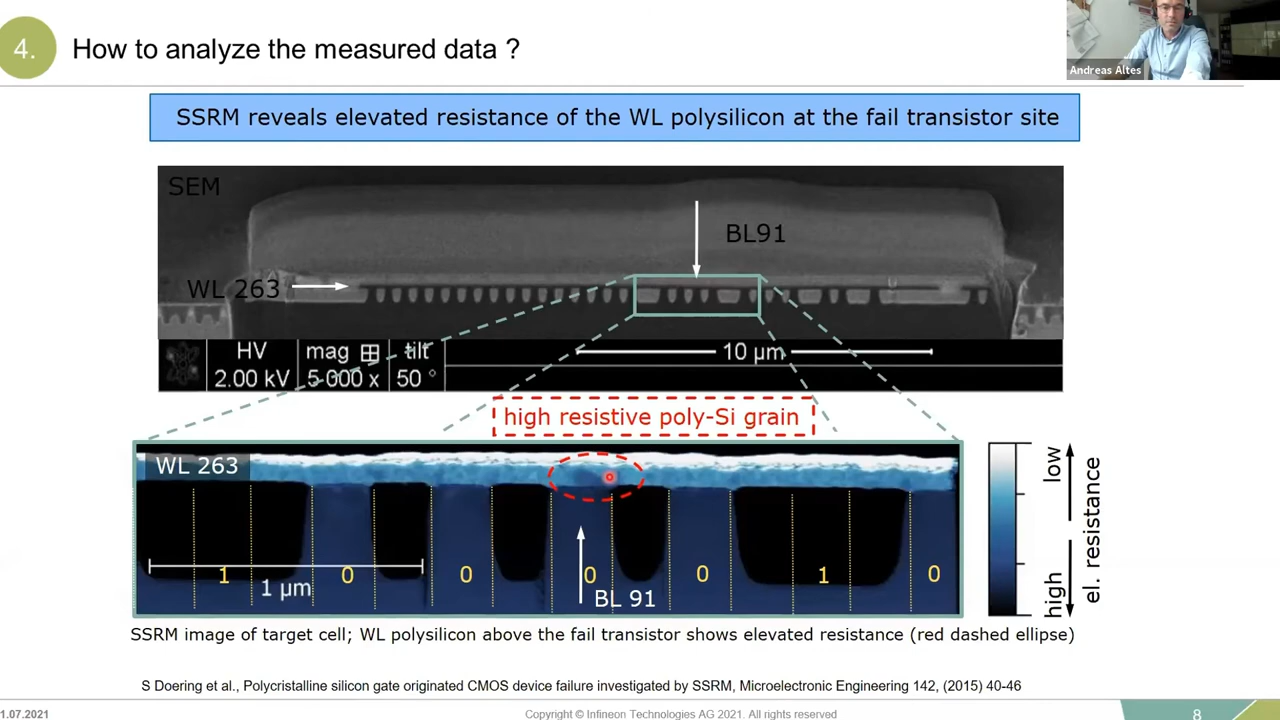 4.
How to analyze the measured data ?
Andreas Altes
SSRM reveals elevated resistance of the WL polysilicon at the fail transistor site
SEM
BL91
WL 263
HV
mag
tilt
2.00 kV
5 000 x
50 °
10 µm
high resistive poly-Si grain
WL 263
1
0
0
0
0
1
0
1 µm
BL 91
low
high
el. resistance
SSRM image of target cell; WL polysilicon above the fail transistor shows elevated resistance (red dashed ellipse)
S Doering et al., Polycristalline silicon gate originated CMOS device failure investigated by SSRM, Microelectronic Engineering 142, (2015) 40-46
1.07.2021
Copyright © Infineon Technologies AG 2021. All rights reserved
8